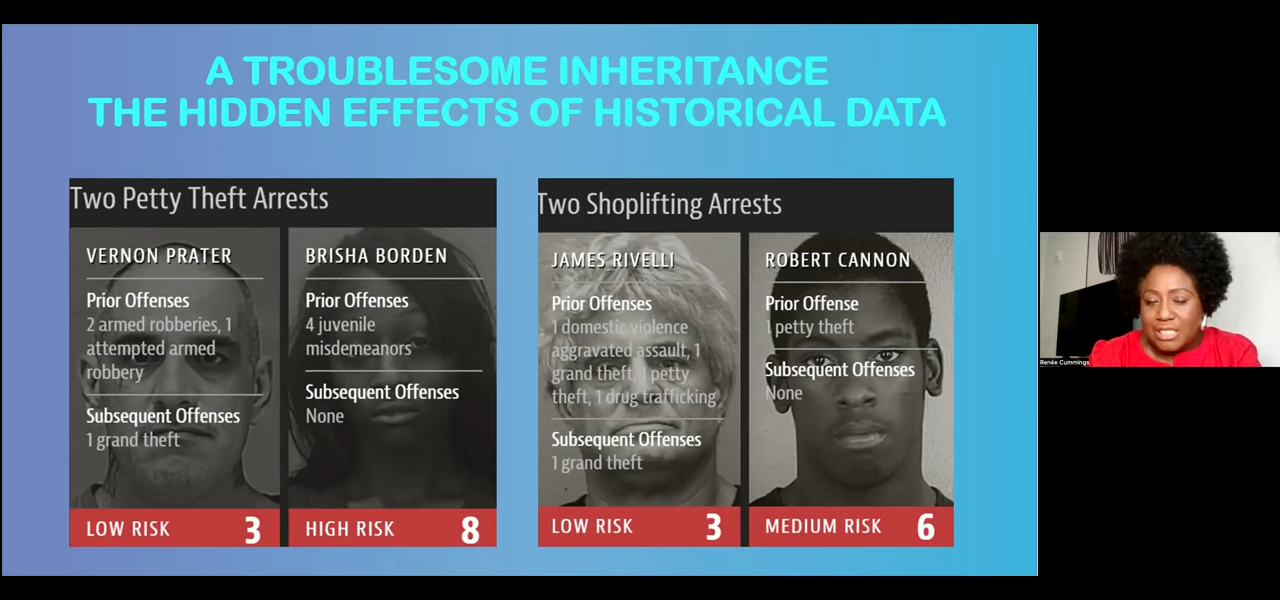 A TROUBLESOME INHERITANCE
THE HIDDEN EFFECTS OF HISTORICAL DATA
Two Petty Theft Arrests
VERNON PRATER
Prior Offenses
2 armed robberies, 1
attempted armed
robbery
Subsequent Offenses
1 grand theft
LOW RISK 3
BRISHA BORDEN
Prior Offenses
4 juvenile
misdemeanors
Subsequent Offenses
None
HIGH RISK 8
Two Shoplifting Arrests
JAMES RIVELLI
Prior Offenses
1 domestic violence
aggravated assault, 1
grand theft, 1 petty
theft, 1 drug trafficking
Subsequent Offenses
1 grand theft
LOW RISK 3
ROBERT CANNON
Prior Offense
1 petty theft
Subsequent Offenses
None
MEDIUM RISK 6
Renée Cummings